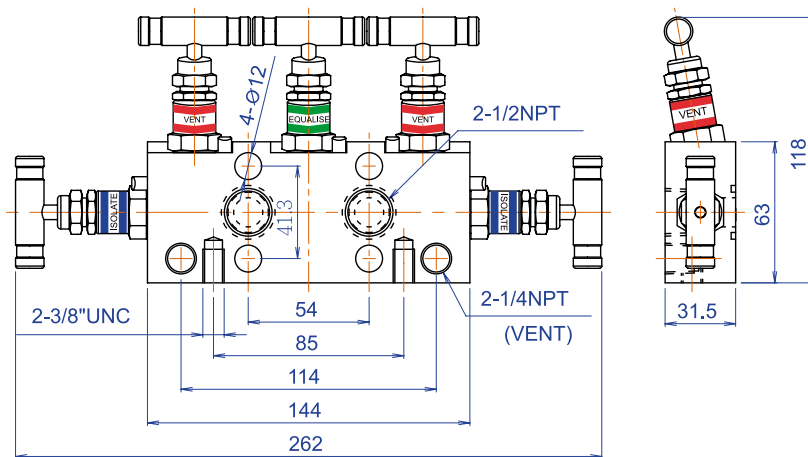 4-Ø12
VENT
EQUALISE
VENT
VENT
2-1/2NPT
118
ISOLATE
41.3
ISOLATE
63
2-3/8"UNC
54
2-1/4NPT
(VENT)
31.5
85
114
144
262